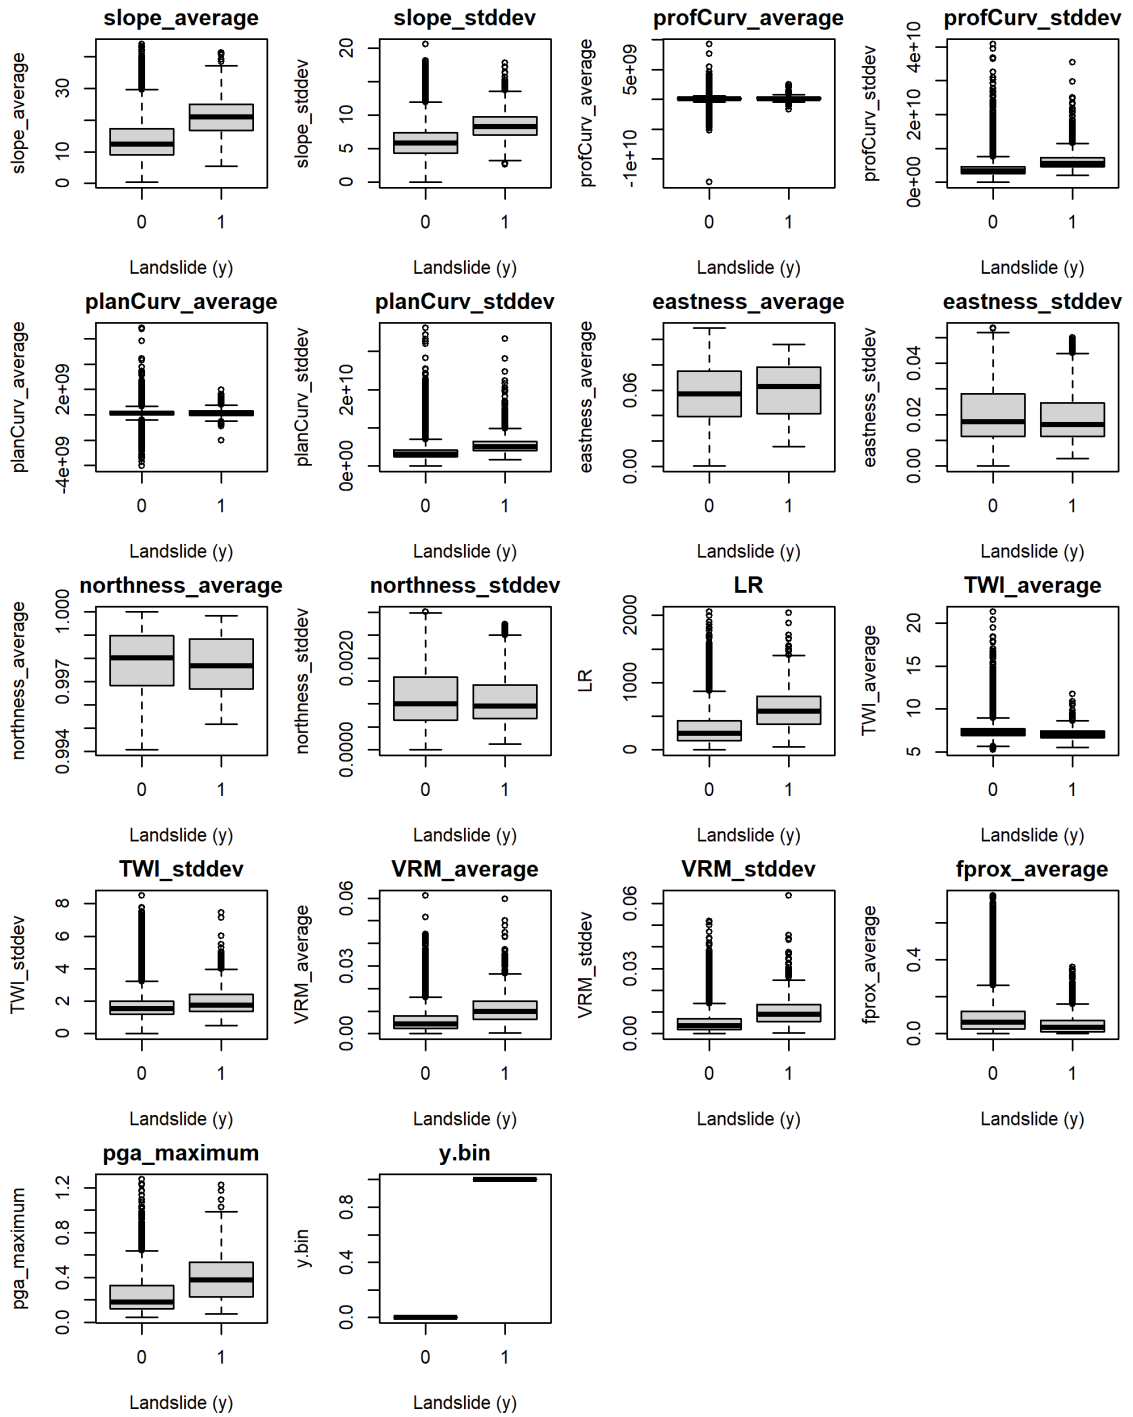 slope_average
slope_average
0
10
30
0
1
Landslide (y)
slope_stddev
slope_stddev
0
5
10
20
0
1
Landslide (y)
profCurv_average
profCurv_average
-1e+10
5e+09
0
1
Landslide (y)
profCurv_stddev
profCurv_stddev
0e+00
2e+10
4e+10
0
1
Landslide (y)
planCurv_average
planCurv_average
-4e+09
2e+09
0
1
Landslide (y)
planCurv_stddev
planCurv_stddev
0e+00
2e+10
0
1
Landslide (y)
eastness_average
eastness_average
0.00
0.06
0
1
Landslide (y)
eastness_stddev
eastness_stddev
0.00
0.02
0.04
0
1
Landslide (y)
northness_average
northness_average
0.994
0.997
1.000
0
1
Landslide (y)
northness_stddev
northness_stddev
0.0000
0.0020
0
1
Landslide (y)
LR
LR
0
1000
2000
0
1
Landslide (y)
TWI_average
TWI_average
5
10
15
20
0
1
Landslide (y)
TWI_stddev
TWI_stddev
0
2
4
6
8
0
1
Landslide (y)
VRM_average
VRM_average
0.00
0.03
0.06
0
1
Landslide (y)
VRM_stddev
VRM_stddev
0.00
0.03
0.06
0
1
Landslide (y)
fprox_average
fprox_average
0.0
0.4
0
1
Landslide (y)
pga_maximum
pga_maximum
0.0
0.4
0.8
1.2
0
1
Landslide (y)
y.bin
y.bin
0.0
0.4
0.8
0
1
Landslide (y)